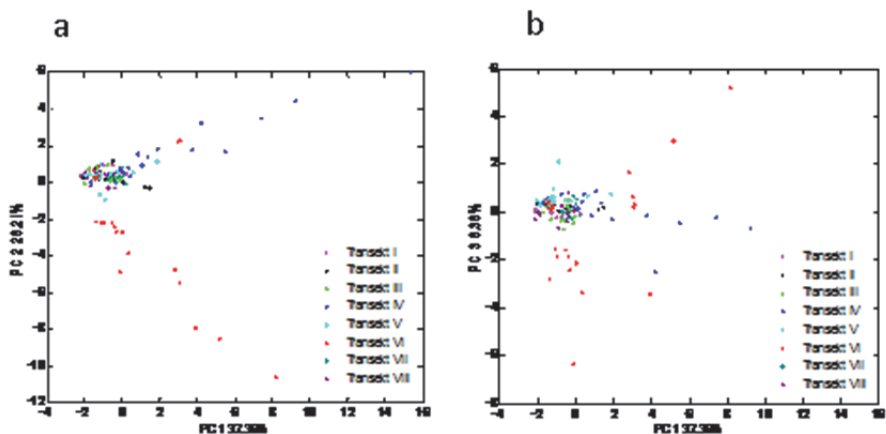 a
b
6
4
2
0
-2
-4
-6
-8
-10
-12
-4 -2 0 2 4 6 8 10 12 14 16
PC 1 37.39%
Transekt I
Transekt II
Transekt III
Transekt IV
Transekt V
Transekt VI
Transekt VII
Transekt VIII
6
4
2
0
-2
-4
-6
-4 -2 0 2 4 6 8 10 12 14 16
PC 1 37.39%
Transekt I
Transekt II
Transekt III
Transekt IV
Transekt V
Transekt VI
Transekt VII
Transekt VIII